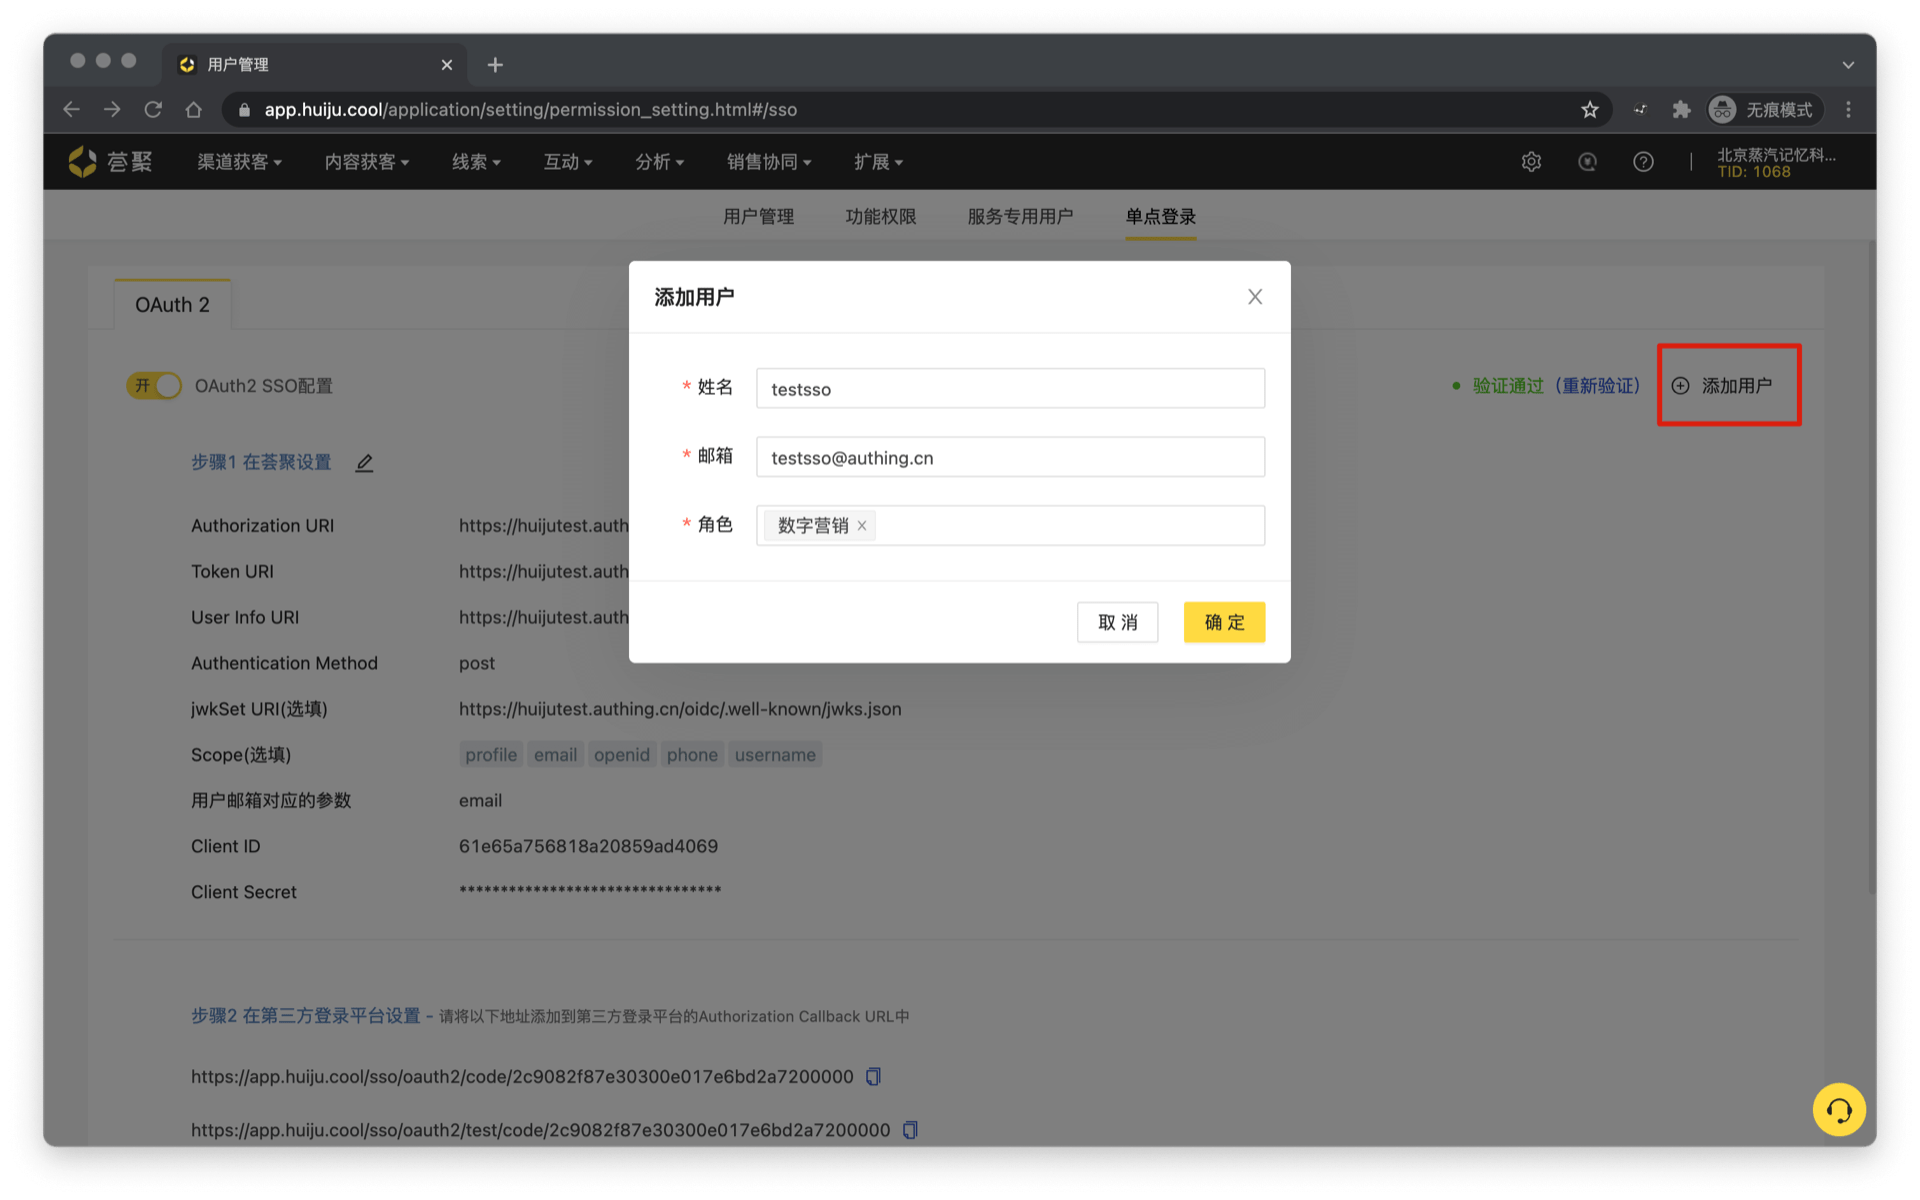 用户管理
app.huiju.cool/application/setting/permission_setting.html#/sso
无痕模式
荟聚
渠道获客
内容获客
线索
互动
分析
销售协同
扩展
北京蒸汽记忆科...
TID: 1068
用户管理
功能权限
服务专用用户
单点登录
OAuth 2
开
OAuth2 SSO配置
验证通过
(重新验证)
添加用户
步骤1 在荟聚设置
Authorization URI
https://huijutest.auth
Token URI
https://huijutest.auth
User Info URI
https://huijutest.auth
Authentication Method
post
jwkSet URI(选填)
https://huijutest.authing.cn/oidc/.well-known/jwks.json
Scope(选填)
profile email openid phone username
用户邮箱对应的参数
email
Client ID
61e65a756818a20859ad4069
Client Secret
********************************
步骤2 在第三方登录平台设置 - 请将以下地址添加到第三方登录平台的Authorization Callback URL中
https://app.huiju.cool/sso/oauth2/code/2c9082f87e30300e017e6bd2a7200000
https://app.huiju.cool/sso/oauth2/test/code/2c9082f87e30300e017e6bd2a7200000
添加用户
* 姓名
testsso
* 邮箱
testsso@authing.cn
* 角色
数字营销
取 消
确 定